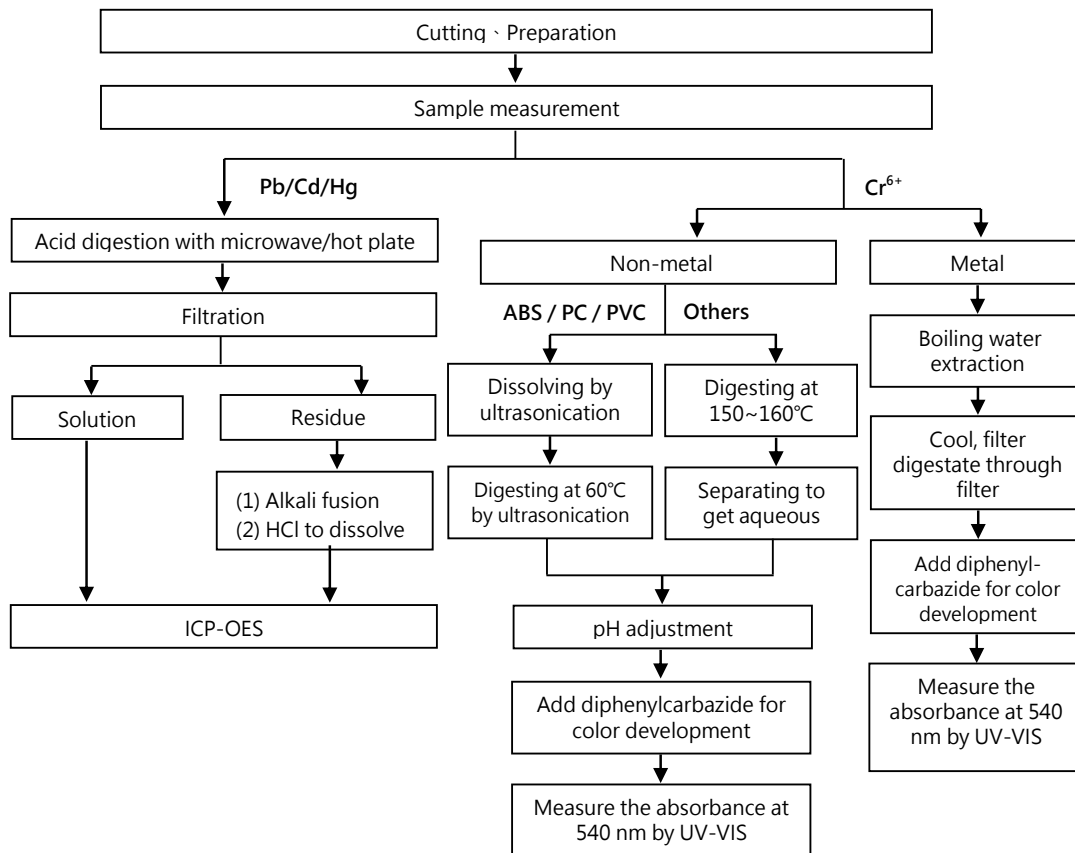 Cutting、Preparation
Sample measurement
Pb/Cd/Hg
Cr⁶⁺
Acid digestion with microwave/hot plate
Filtration
Solution
Residue
(1) Alkali fusion
(2) HCl to dissolve
ICP-OES
Non-metal
ABS / PC / PVC
Others
Dissolving by
ultrasonication
Digesting at 60℃
by ultrasonication
Digesting at
150~160℃
Separating to
get aqueous
pH adjustment
Add diphenylcarbazide for
color development
Measure the absorbance at
540 nm by UV-VIS
Metal
Boiling water
extraction
Cool, filter
digestate through
filter
Add diphenyl-
carbazide for color
development
Measure the
absorbance at 540
nm by UV-VIS